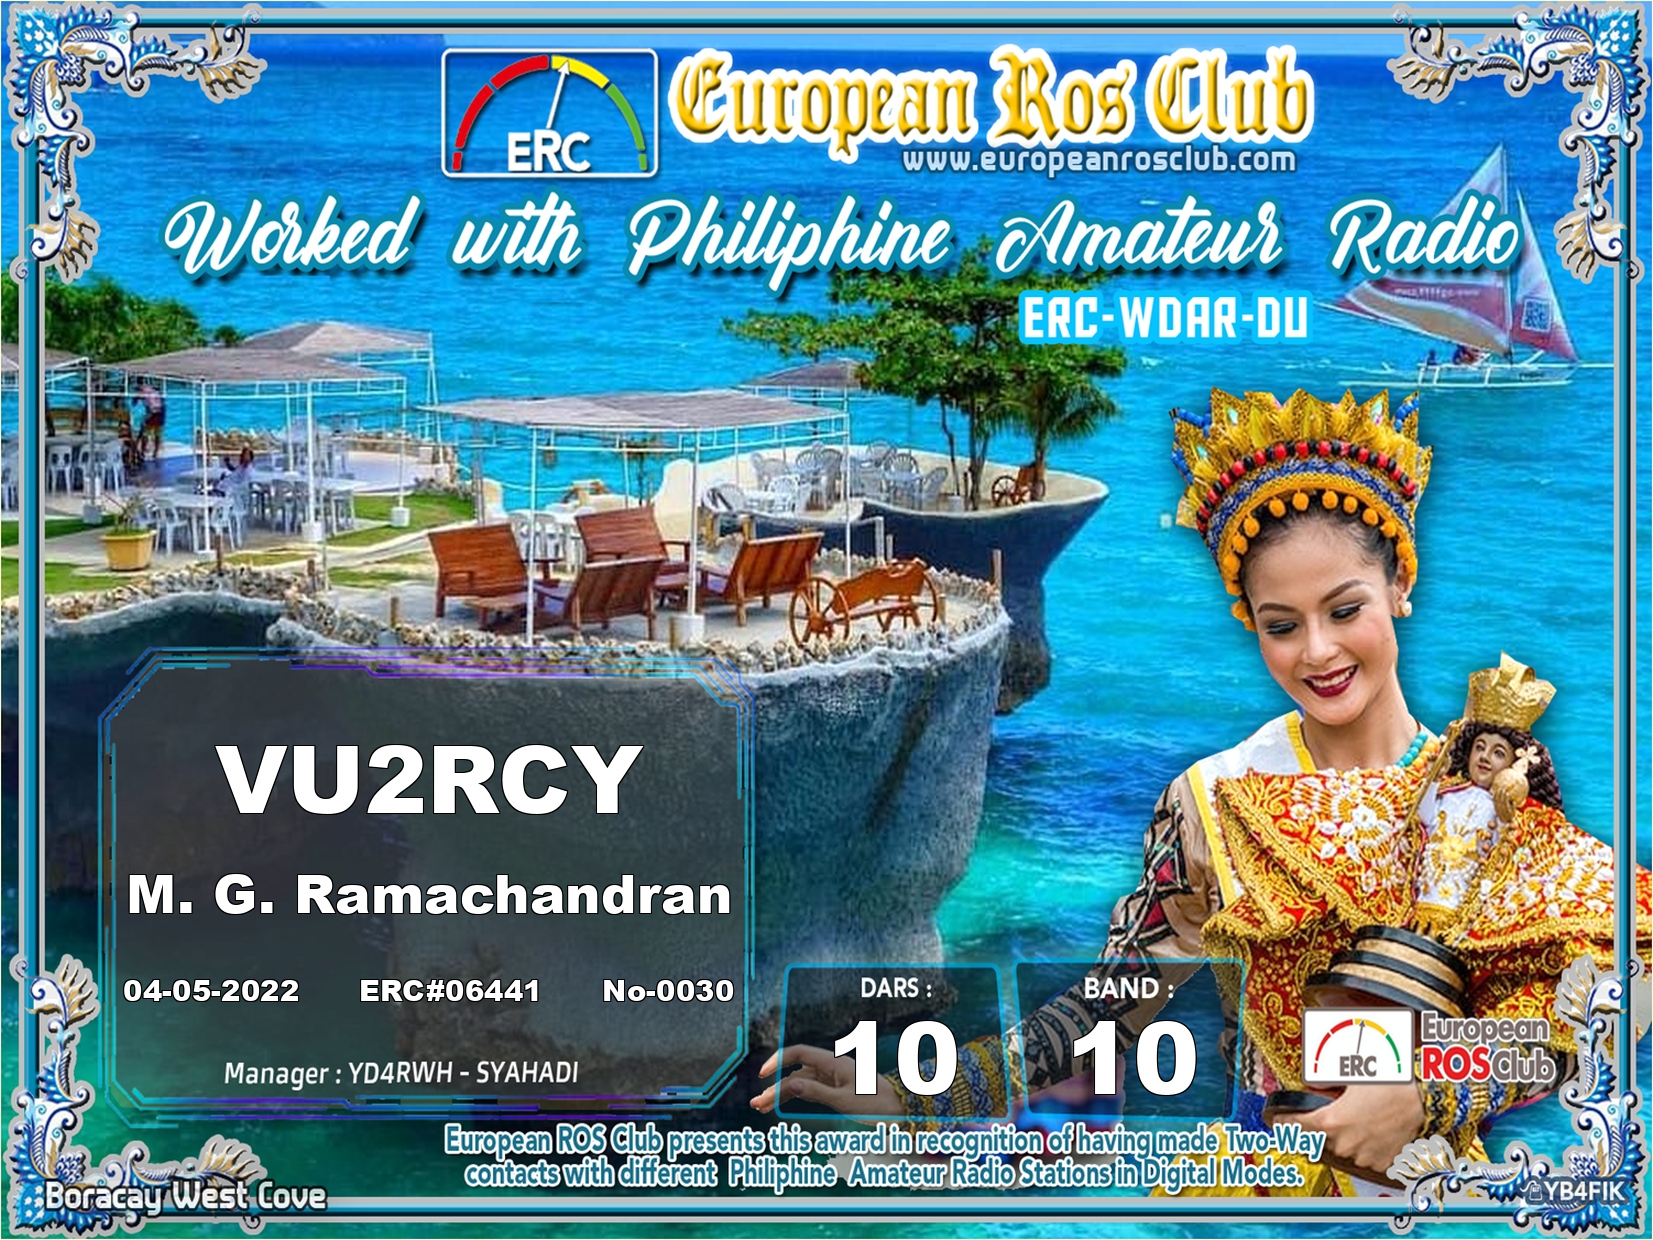 ERC
European Ros Club
www.europeanrosclub.com
Worked with Philiphine Amateur Radio
ERC-WDAR-DU
VU2RCY
M. G. Ramachandran
04-05-2022 ERC#06441 No-0030
Manager : YD4RWH - SYAHADI
DARS :
10
BAND :
10
ERC
European
ROSclub
European ROS Club presents this award in recognition of having made Two-Way
contacts with different Philiphine Amateur Radio Stations in Digital Modes.
Boracay West Cove
YB4FIK